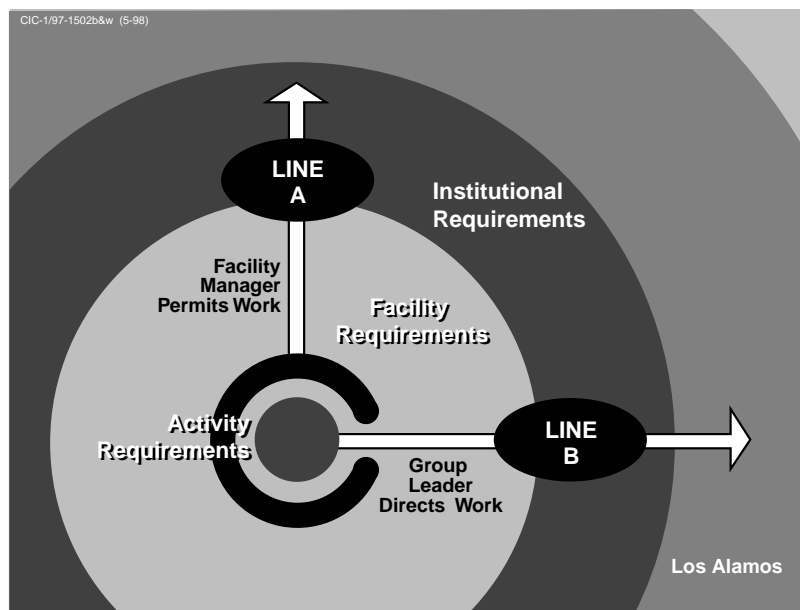 CIC-1/97-1502b&w (5-98)
LINE
A
Institutional
Requirements
Facility
Manager
Permits Work
Facility
Requirements
Activity
Requirements
LINE
B
Group
Leader
Directs Work
Los Alamos